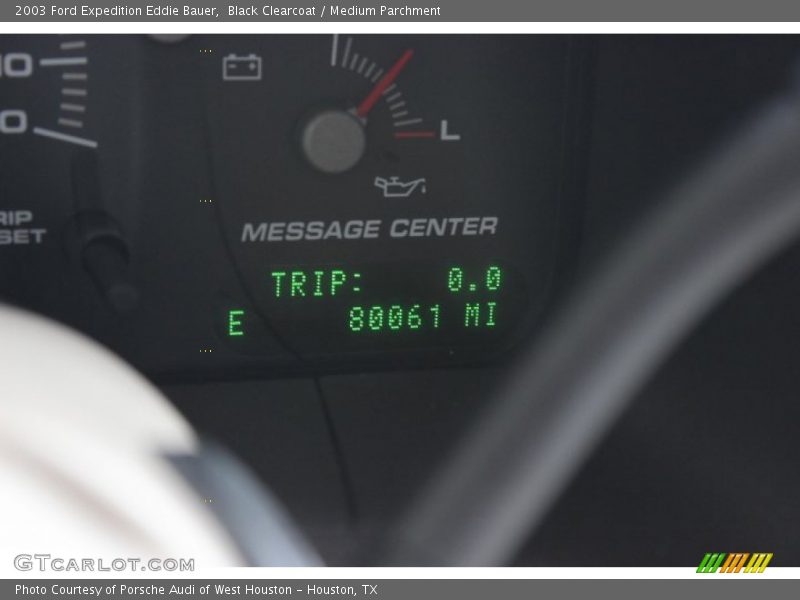 2003 Ford Expedition Eddie Bauer,  Black Clearcoat / Medium Parchment
L
MESSAGE CENTER
TRIP: 0.0
E 80061 MI
GTCARLOT.COM
Photo Courtesy of Porsche Audi of West Houston – Houston, TX